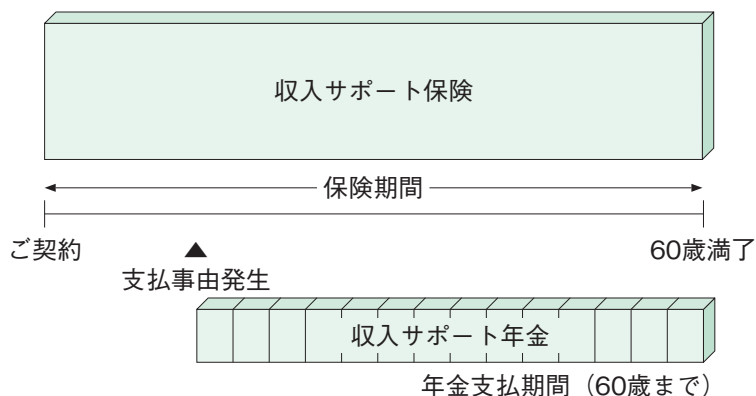 収入サポート保険
保険期間
ご契約
60歳満了
支払事由発生
収入サポート年金
年金支払期間（60歳まで）